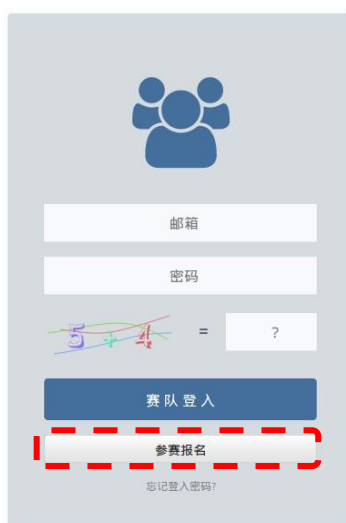 邮箱
密码
5 + 4 = ?
赛队登入
参赛报名
忘记登入密码?